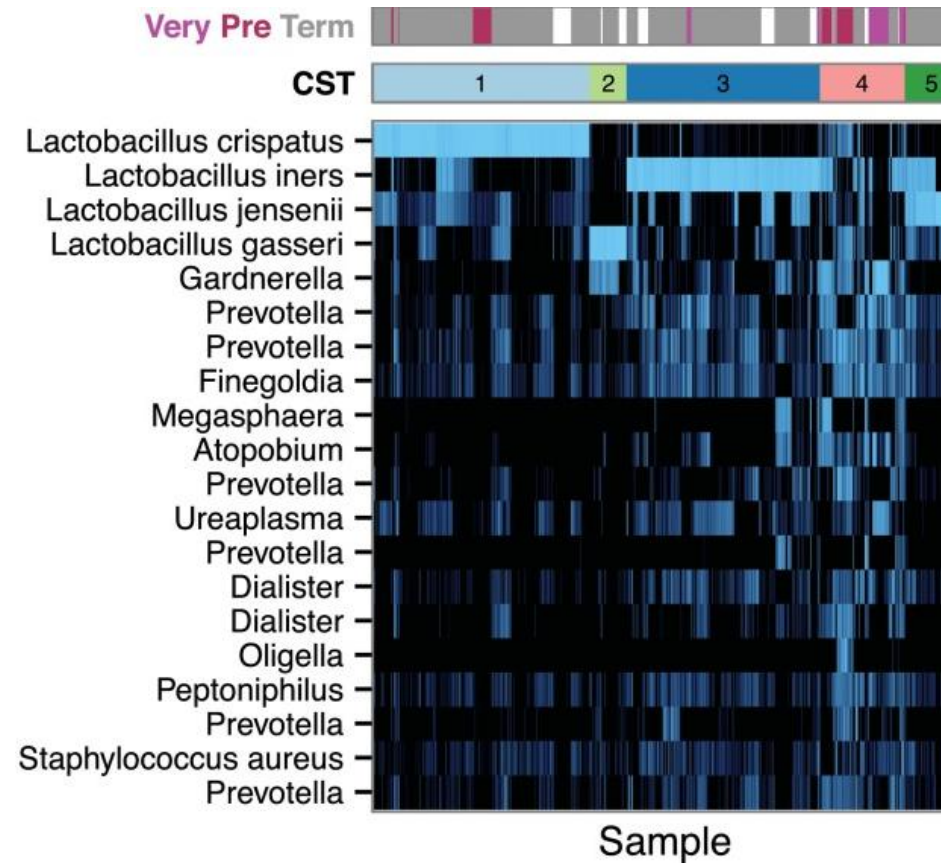 Very Pre Term
CST 1 2 3 4 5
Lactobacillus crispatus
Lactobacillus iners
Lactobacillus jensenii
Lactobacillus gasseri
Gardnerella
Prevotella
Prevotella
Finegoldia
Megasphaera
Atopobium
Prevotella
Ureaplasma
Prevotella
Dialister
Dialister
Oligella
Peptoniphilus
Prevotella
Staphylococcus aureus
Prevotella
Sample